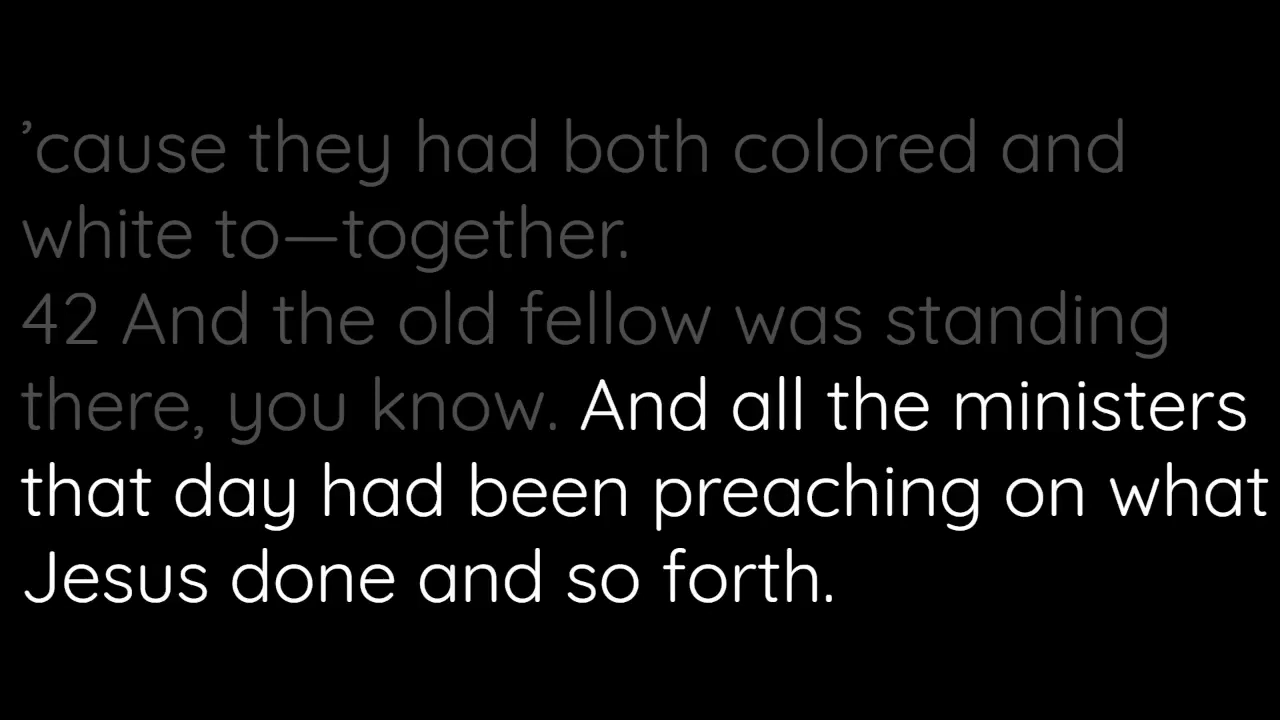 ’cause they had both colored and
white to—together.
42 And the old fellow was standing
there, you know. And all the ministers
that day had been preaching on what
Jesus done and so forth.